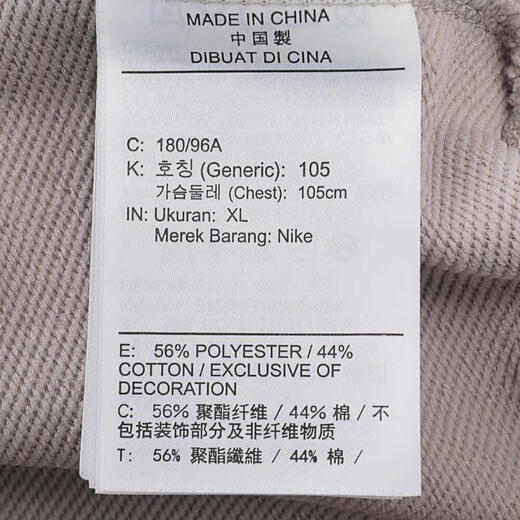 MADE IN CHINA
中国製
DIBUAT DI CINA
C: 180/96A
K: 호칭 (Generic): 105
가슴둘레 (Chest): 105cm
IN: Ukuran: XL
Merek Barang: Nike
E: 56% POLYESTER / 44%
COTTON / EXCLUSIVE OF
DECORATION
C: 56% 聚酯纤维 / 44% 棉 / 不
包括装饰部分及非纤维物质
T: 56% 聚酯纖維 / 44% 棉 /